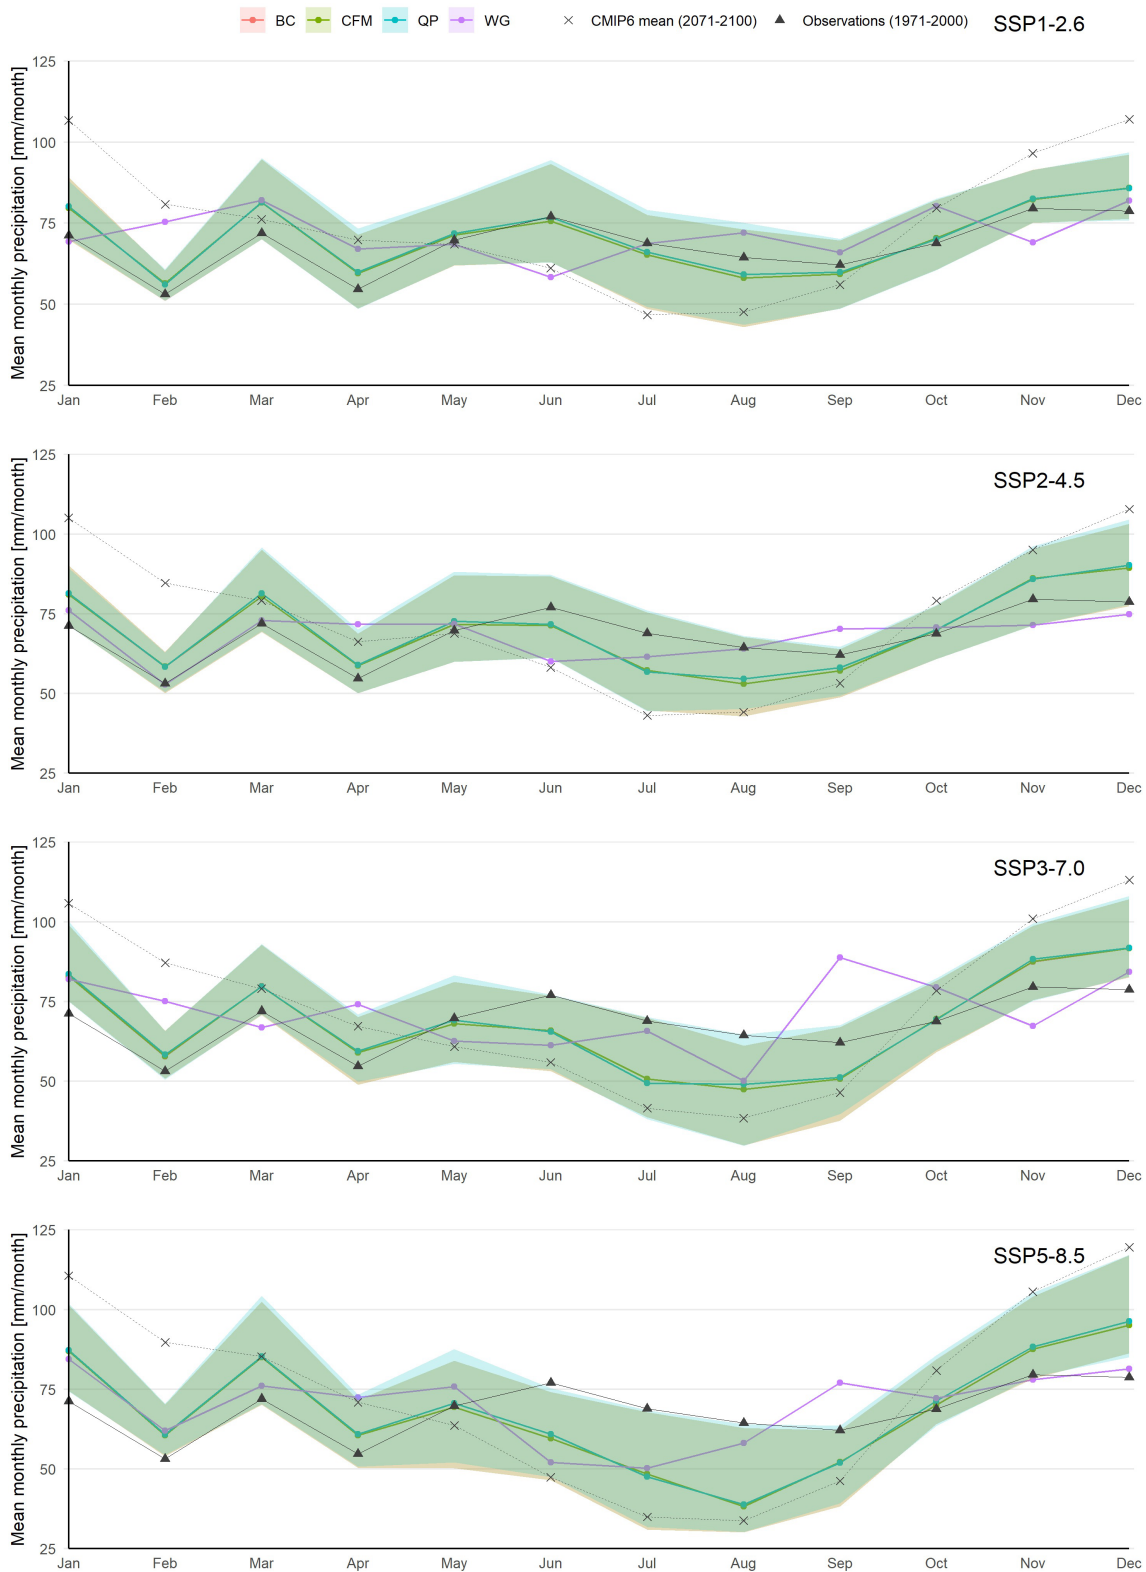 BC CFM QP WG CMIP6 mean (2071-2100) Observations (1971-2000) SSP1-2.6
Mean monthly precipitation [mm/month]
125
100
75
50
25
Jan Feb Mar Apr May Jun Jul Aug Sep Oct Nov Dec
SSP2-4.5
Mean monthly precipitation [mm/month]
125
100
75
50
25
Jan Feb Mar Apr May Jun Jul Aug Sep Oct Nov Dec
SSP3-7.0
Mean monthly precipitation [mm/month]
125
100
75
50
25
Jan Feb Mar Apr May Jun Jul Aug Sep Oct Nov Dec
SSP5-8.5
Mean monthly precipitation [mm/month]
125
100
75
50
25
Jan Feb Mar Apr May Jun Jul Aug Sep Oct Nov Dec